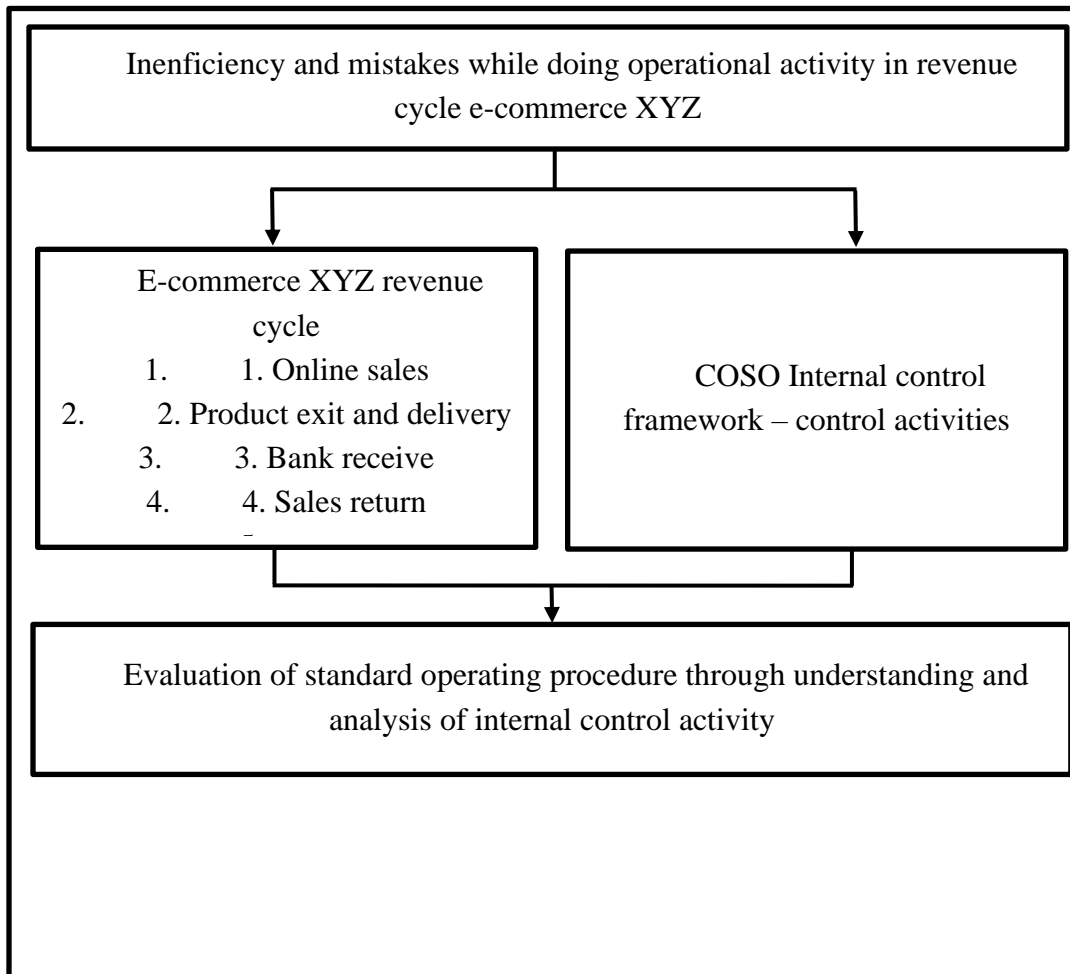 Inenficiency and mistakes while doing operational activity in revenue
cycle e-commerce XYZ
E-commerce XYZ revenue
cycle
1. 1. Online sales
2. 2. Product exit and delivery
3. 3. Bank receive
4. 4. Sales return
COSO Internal control
framework – control activities
Evaluation of standard operating procedure through understanding and
analysis of internal control activity